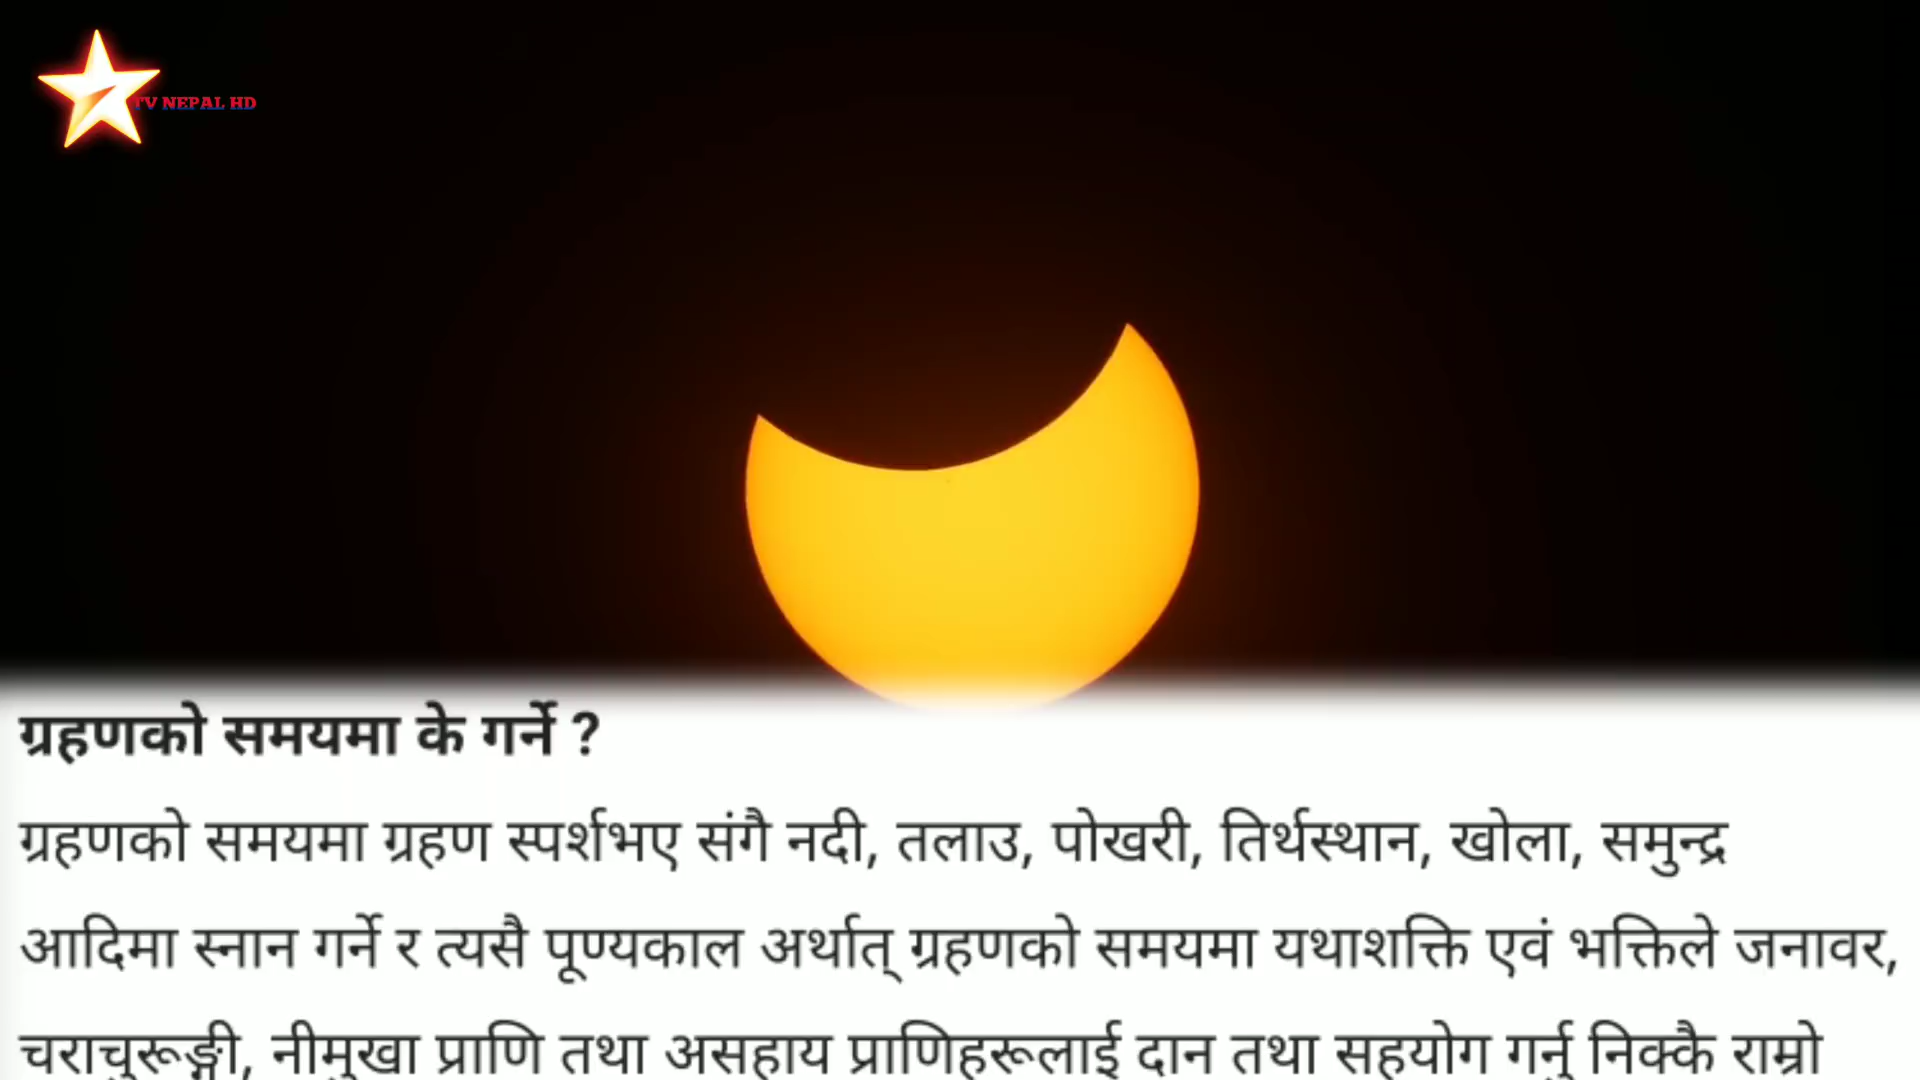 TV NEPAL HD
ग्रहणको समयमा के गर्ने ?
ग्रहणको समयमा ग्रहण स्पर्शभए संगै नदी, तलाउ, पोखरी, तिर्थस्थान, खोला, समुन्द्र
आदिमा स्नान गर्ने र त्यसै पूण्यकाल अर्थात् ग्रहणको समयमा यथाशक्ति एवं भक्तिले जनावर,
चराचुरूङ्गी, नीमुखा प्राणि तथा असहाय प्राणिहरूलाई दान तथा सहयोग गर्नु निक्कै राम्रो